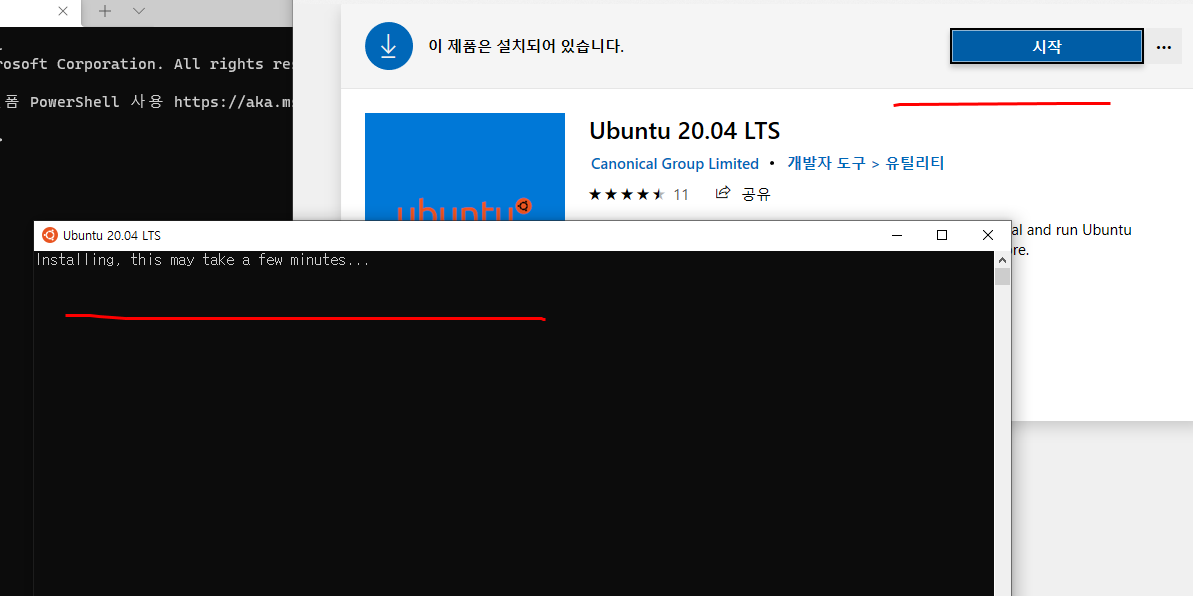 rosoft Corporation. All rights re
폼 PowerShell 사용 https://aka.m
이 제품은 설치되어 있습니다.
시작
Ubuntu 20.04 LTS
Canonical Group Limited • 개발자 도구 > 유틸리티
11 공유
ubuntu
al and run Ubuntu
re.
Ubuntu 20.04 LTS
Installing, this may take a few minutes...